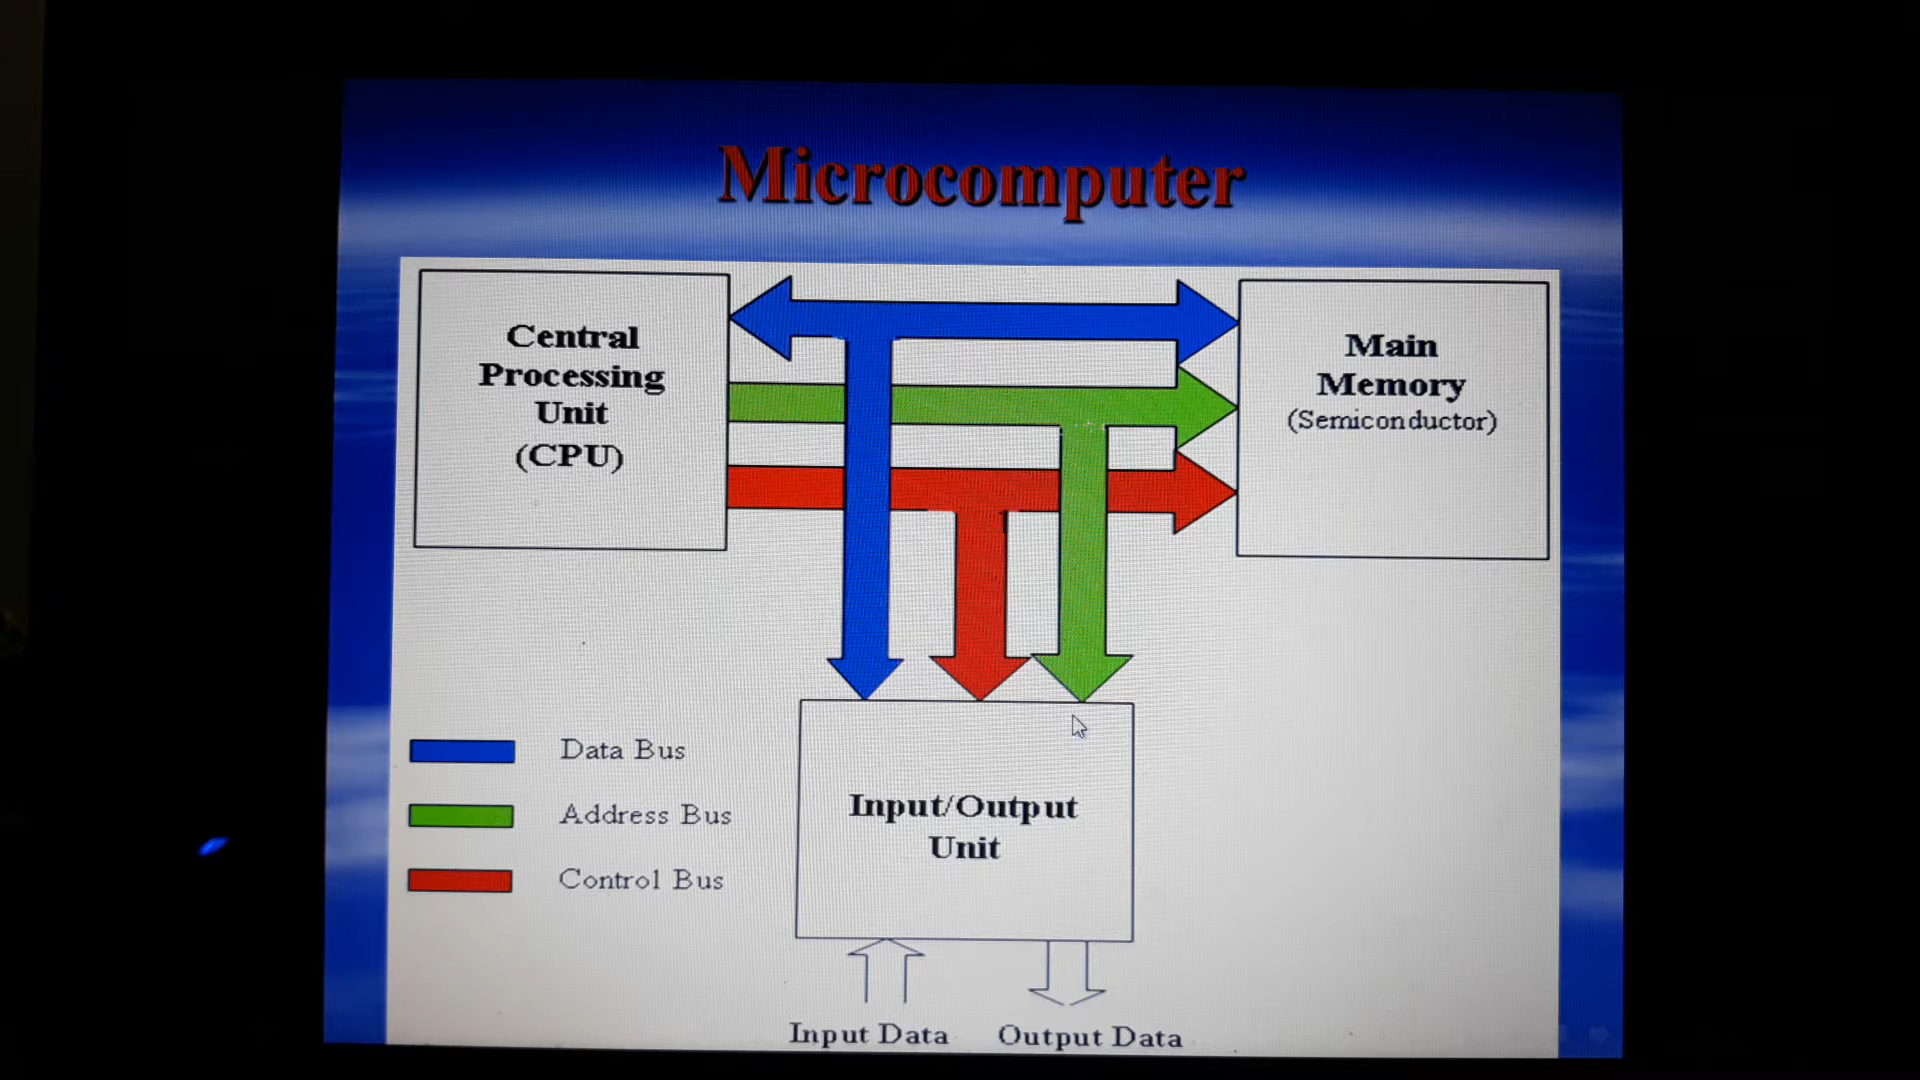 Microcomputer
Central
Processing
Unit
(CPU)
Main
Memory
(Semiconductor)
Data Bus
Address Bus
Control Bus
Input/Output
Unit
Input Data
Output Data